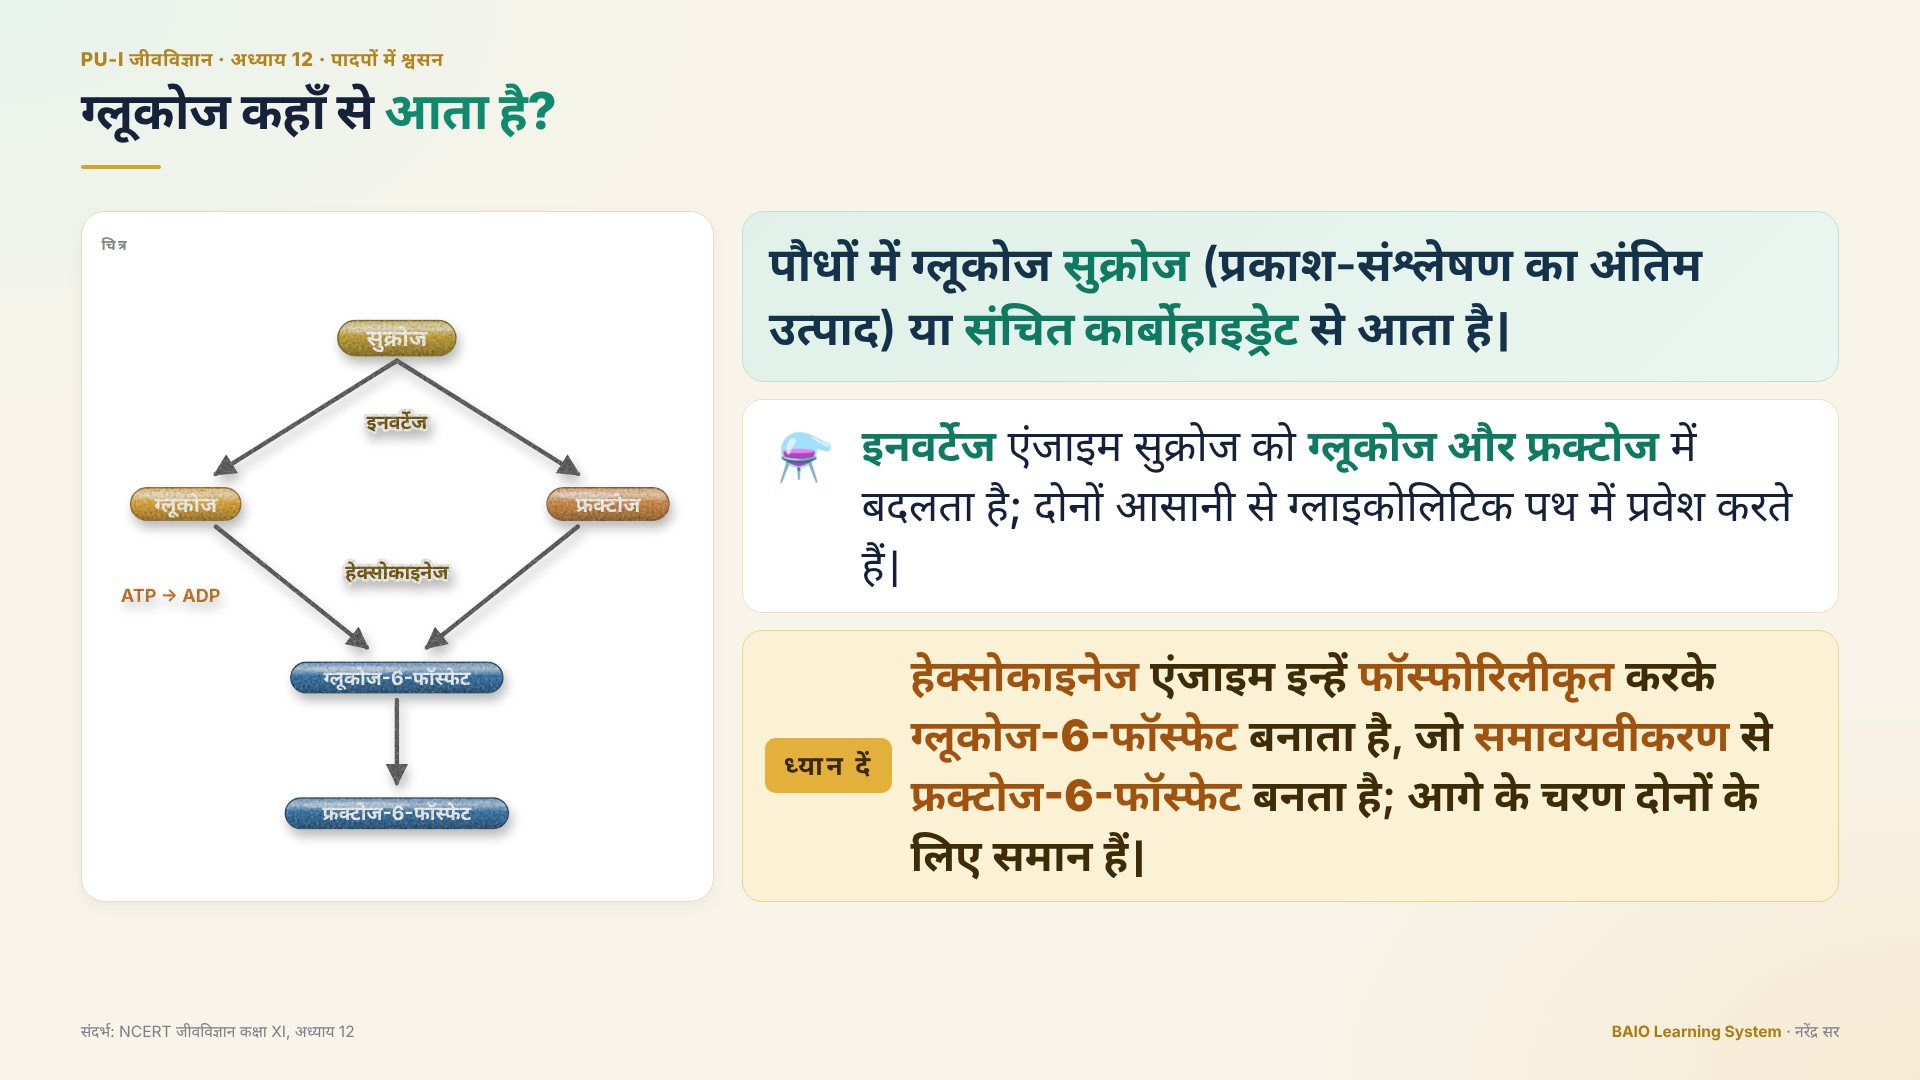 PU-I जीवविज्ञान · अध्याय 12 · पादपों में श्वसन
ग्लूकोज कहाँ से आता है?
चित्र
सुक्रोज
इनवर्टेज
ग्लूकोज
फ्रक्टोज
हेक्सोकाइनेज
ATP → ADP
ग्लूकोज-6-फॉस्फेट
फ्रक्टोज-6-फॉस्फेट
पौधों में ग्लूकोज सुक्रोज (प्रकाश-संश्लेषण का अंतिम
उत्पाद) या संचित कार्बोहाइड्रेट से आता है|
इनवर्टेज एंजाइम सुक्रोज को ग्लूकोज और फ्रक्टोज में
बदलता है; दोनों आसानी से ग्लाइकोलिटिक पथ में प्रवेश करते
हैं|
ध्यान दें
हेक्सोकाइनेज एंजाइम इन्हें फॉस्फोरिलीकृत करके
ग्लूकोज-6-फॉस्फेट बनाता है, जो समावयवीकरण से
फ्रक्टोज-6-फॉस्फेट बनता है; आगे के चरण दोनों के
लिए समान हैं|
संदर्भ: NCERT जीवविज्ञान कक्षा XI, अध्याय 12
BAIO Learning System · नरेंद्र सर